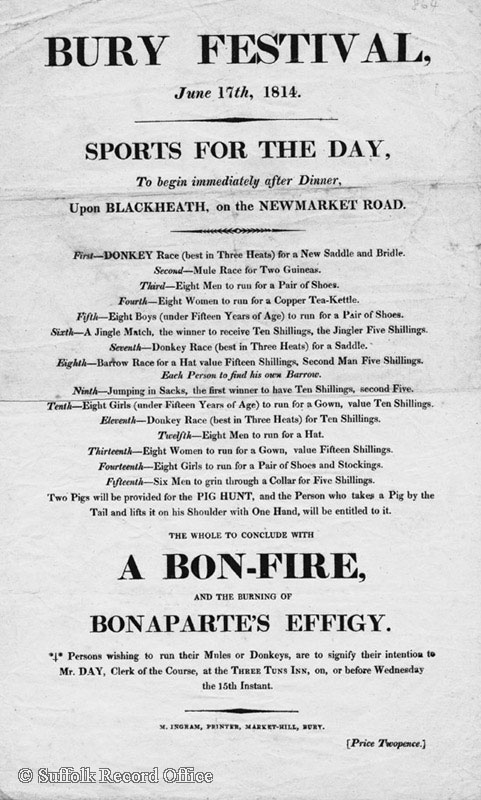 864
BURY FESTIVAL,
June 17th, 1814.
SPORTS FOR THE DAY,
To begin immediately after Dinner,
Upon BLACKHEATH, on the NEWMARKET ROAD.
First—DONKEY Race (best in Three Heats) for a New Saddle and Bridle.
Second—Mule Race for Two Guineas.
Third—Eight Men to run for a Pair of Shoes.
Fourth—Eight Women to run for a Copper Tea-Kettle.
Fifth—Eight Boys (under Fifteen Years of Age) to run for a Pair of Shoes.
Sixth—A Jingle Match, the winner to receive Ten Shillings, the Jingler Five Shillings.
Seventh—Donkey Race (best in Three Heats) for a Saddle.
Eighth—Barrow Race for a Hat value Fifteen Shillings, Second Man Five Shillings.
Each Person to find his own Barrow.
Ninth—Jumping in Sacks, the first winner to have Ten Shillings, second Five.
Tenth—Eight Girls (under Fifteen Years of Age) to run for a Gown, value Ten Shillings.
Eleventh—Donkey Race (best in Three Heats) for Ten Shillings.
Twelfth—Eight Men to run for a Hat.
Thirteenth—Eight Women to run for a Gown, value Fifteen Shillings.
Fourteenth—Eight Girls to run for a Pair of Shoes and Stockings.
Fifteenth—Six Men to grin through a Collar for Five Shillings.
Two Pigs will be provided for the PIG HUNT, and the Person who takes a Pig by the
Tail and lifts it on his Shoulder with One Hand, will be entitled to it.
THE WHOLE TO CONCLUDE WITH
A BON-FIRE,
AND THE BURNING OF
BONAPARTE'S EFFIGY.
*‡* Persons wishing to run their Mules or Donkeys, are to signify their intention to
Mr. DAY, Clerk of the Course, at the THREE TUNS INN, on, or before Wednesday
the 15th Instant.
M. INGRAM, PRINTER, MARKET-HILL, BURY.
[Price Twopence.]
© Suffolk Record Office